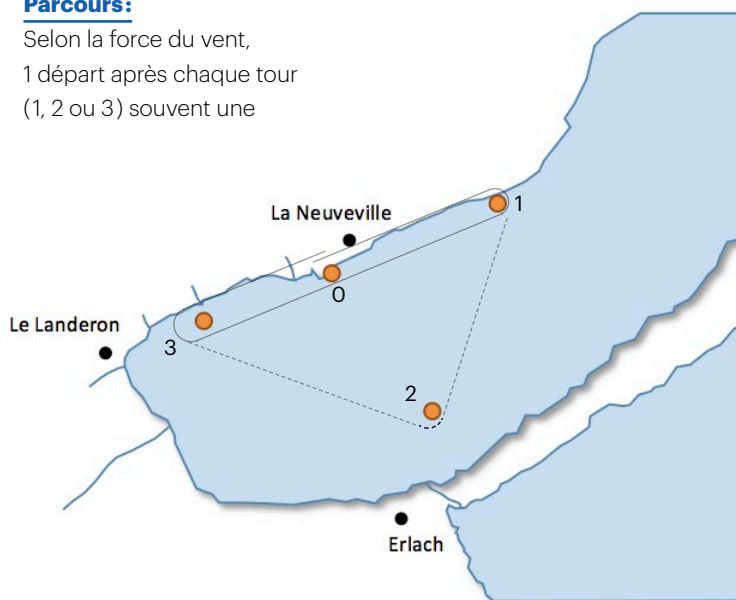 Parcours:
Selon la force du vent,
1 départ après chaque tour
(1, 2 ou 3) souvent une
La Neuveville
1
0
Le Landeron
3
2
Erlach